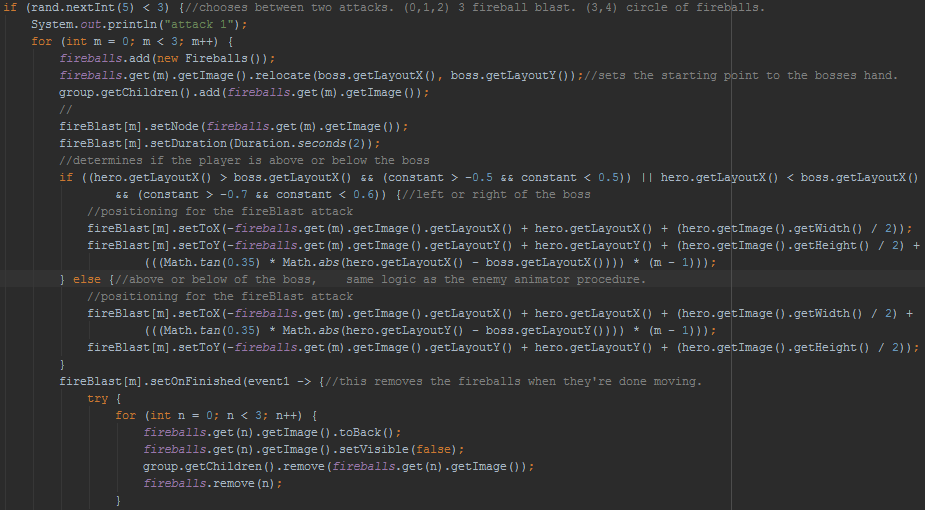 if (rand.nextInt(5) < 3) {//chooses between two attacks. (0,1,2) 3 fireball blast. (3,4) circle of fireballs.
System.out.println("attack 1");
for (int m = 0; m < 3; m++) {
fireballs.add(new Fireballs());
fireballs.get(m).getImage().relocate(boss.getLayoutX(), boss.getLayoutY());//sets the starting point to the bosses hand.
group.getChildren().add(fireballs.get(m).getImage());
//
fireBlast[m].setNode(fireballs.get(m).getImage());
fireBlast[m].setDuration(Duration.seconds(2));
//determines if the player is above or below the boss
if ((hero.getLayoutX() > boss.getLayoutX() && (constant > -0.5 && constant < 0.5)) || hero.getLayoutX() < boss.getLayoutX()
&& (constant > -0.7 && constant < 0.6)) {//left or right of the boss
//positioning for the fireBlast attack
fireBlast[m].setToX(-fireballs.get(m).getImage().getLayoutX() + hero.getLayoutX() + (hero.getImage().getWidth() / 2));
fireBlast[m].setToY(-fireballs.get(m).getImage().getLayoutY() + hero.getLayoutY() + (hero.getImage().getHeight() / 2) +
(((Math.tan(0.35) * Math.abs(hero.getLayoutX() - boss.getLayoutX()))) * (m - 1)));
} else {//above or below of the boss,    same logic as the enemy animator procedure.
//positioning for the fireBlast attack
fireBlast[m].setToX(-fireballs.get(m).getImage().getLayoutX() + hero.getLayoutX() + (hero.getImage().getWidth() / 2) +
(((Math.tan(0.35) * Math.abs(hero.getLayoutY() - boss.getLayoutY()))) * (m - 1)));
fireBlast[m].setToY(-fireballs.get(m).getImage().getLayoutY() + hero.getLayoutY() + (hero.getImage().getHeight() / 2));
}
fireBlast[m].setOnFinished(event1 -> {//this removes the fireballs when they're done moving.
try {
for (int n = 0; n < 3; n++) {
fireballs.get(n).getImage().toBack();
fireballs.get(n).getImage().setVisible(false);
group.getChildren().remove(fireballs.get(n).getImage());
fireballs.remove(n);
}